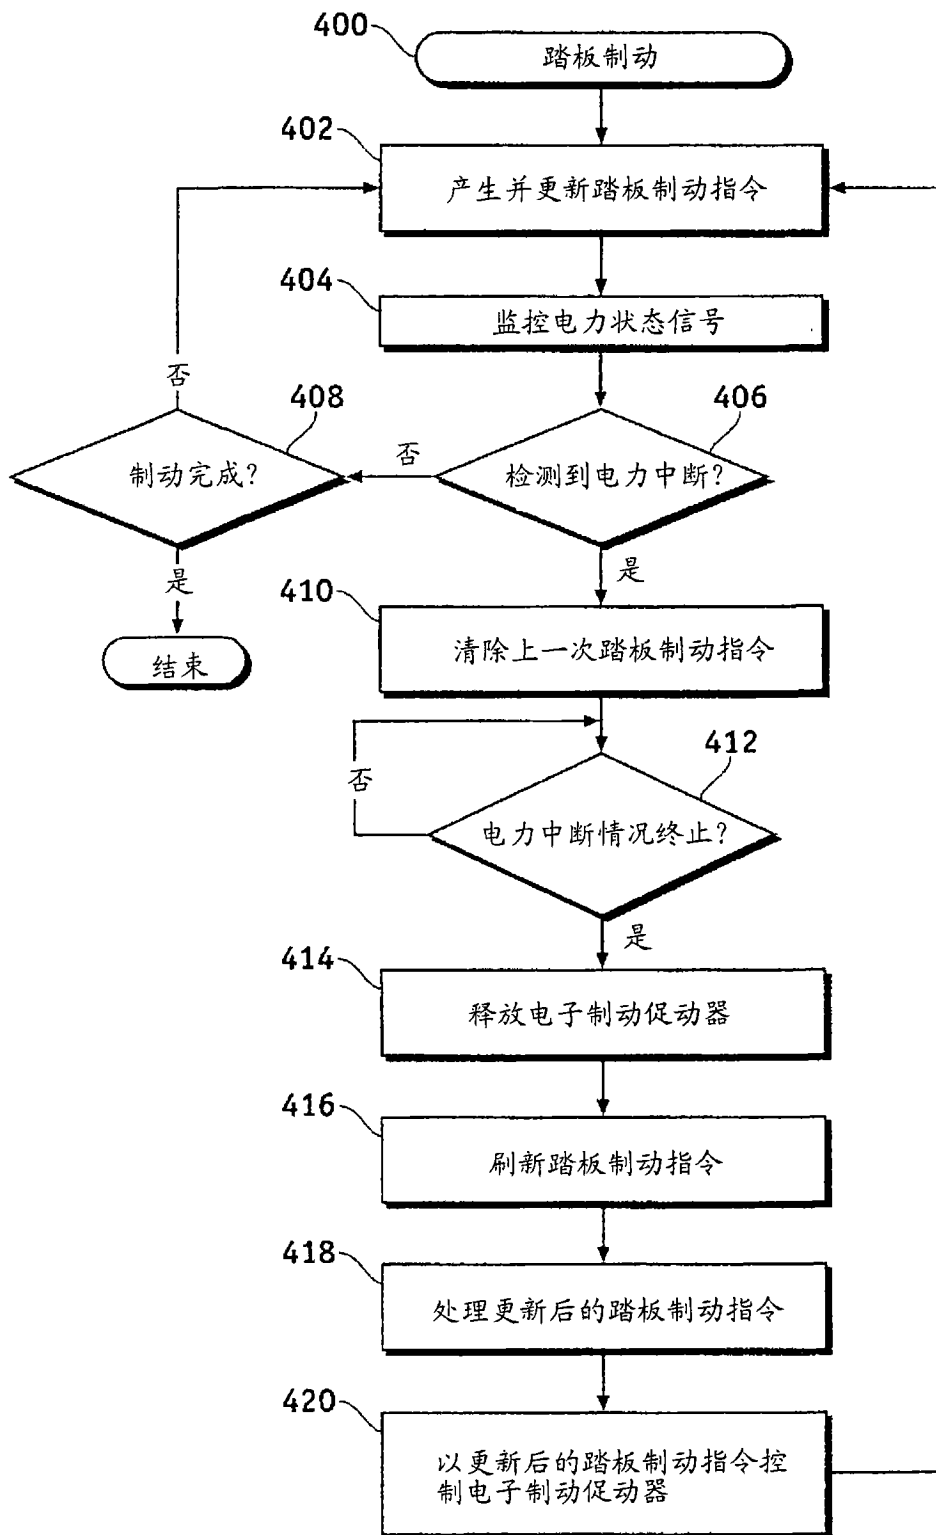 400
踏板制动
402
产生并更新踏板制动指令
404
监控电力状态信号
否
408
406
制动完成?
否
检测到电力中断?
是
是
410
结束
清除上一次踏板制动指令
412
否
电力中断情况终止?
是
414
释放电子制动促动器
416
刷新踏板制动指令
418
处理更新后的踏板制动指令
420
以更新后的踏板制动指令控
制电子制动促动器